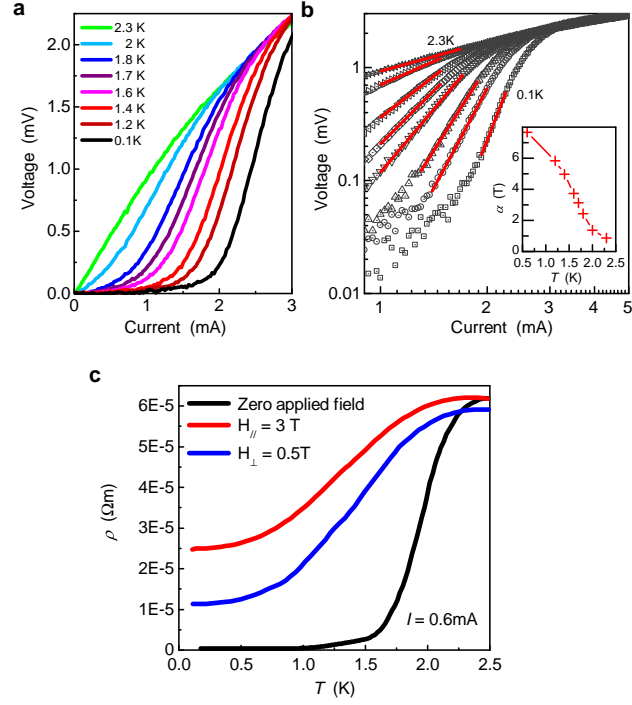 a
2.3 K
2 K
1.8 K
1.7 K
1.6 K
1.4 K
1.2 K
0.1K
Voltage (mV)
2.0
1.5
1.0
0.5
0.0
0 1 2 3
Current (mA)
b
2.3K
0.1K
Voltage (mV)
1
0.1
0.01
1 2 3 4 5
Current (mA)
α (T)
6
4
2
0
0.6 1.0 1.6 2.0
T (K)
c
Zero applied field
H// = 3 T
H⊥ = 0.5T
I = 0.6mA
ρ (Ωm)
6E-5
5E-5
4E-5
3E-5
2E-5
1E-5
0
0.0 0.5 1.0 1.5 2.0 2.5
T (K)